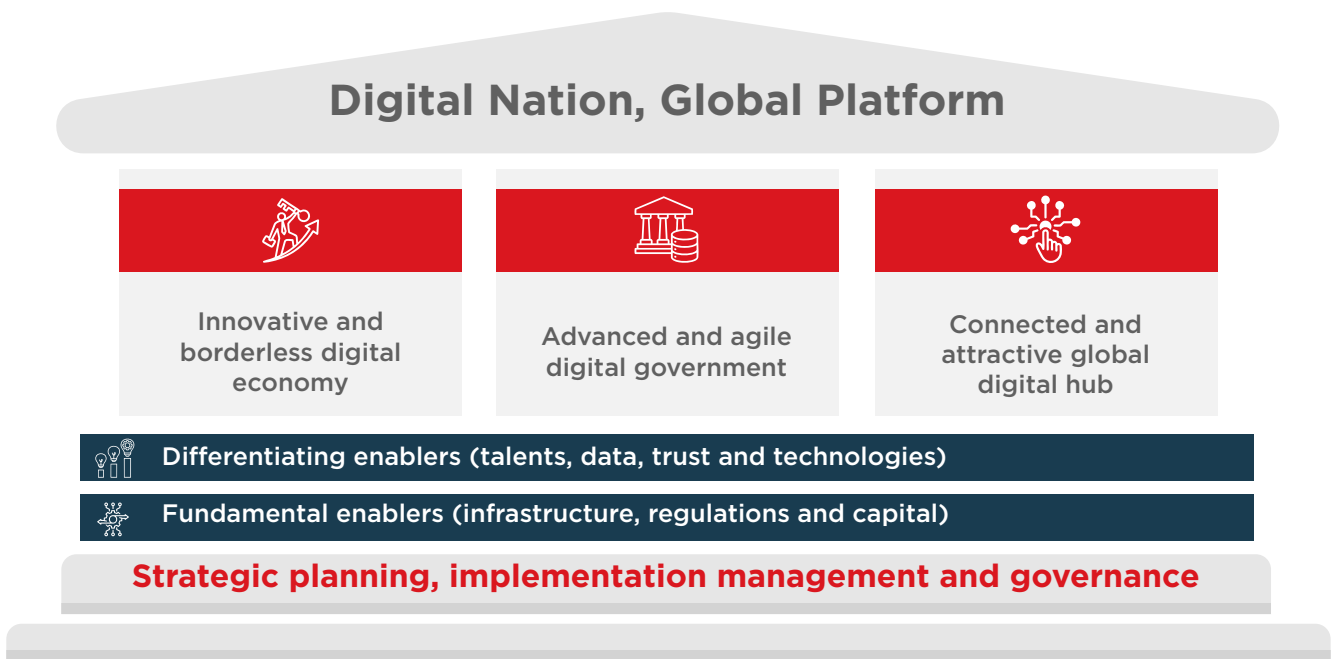 Digital Nation, Global Platform
Innovative and
borderless digital
economy
Advanced and agile
digital government
Connected and
attractive global
digital hub
Differentiating enablers (talents, data, trust and technologies)
Fundamental enablers (infrastructure, regulations and capital)
Strategic planning, implementation management and governance